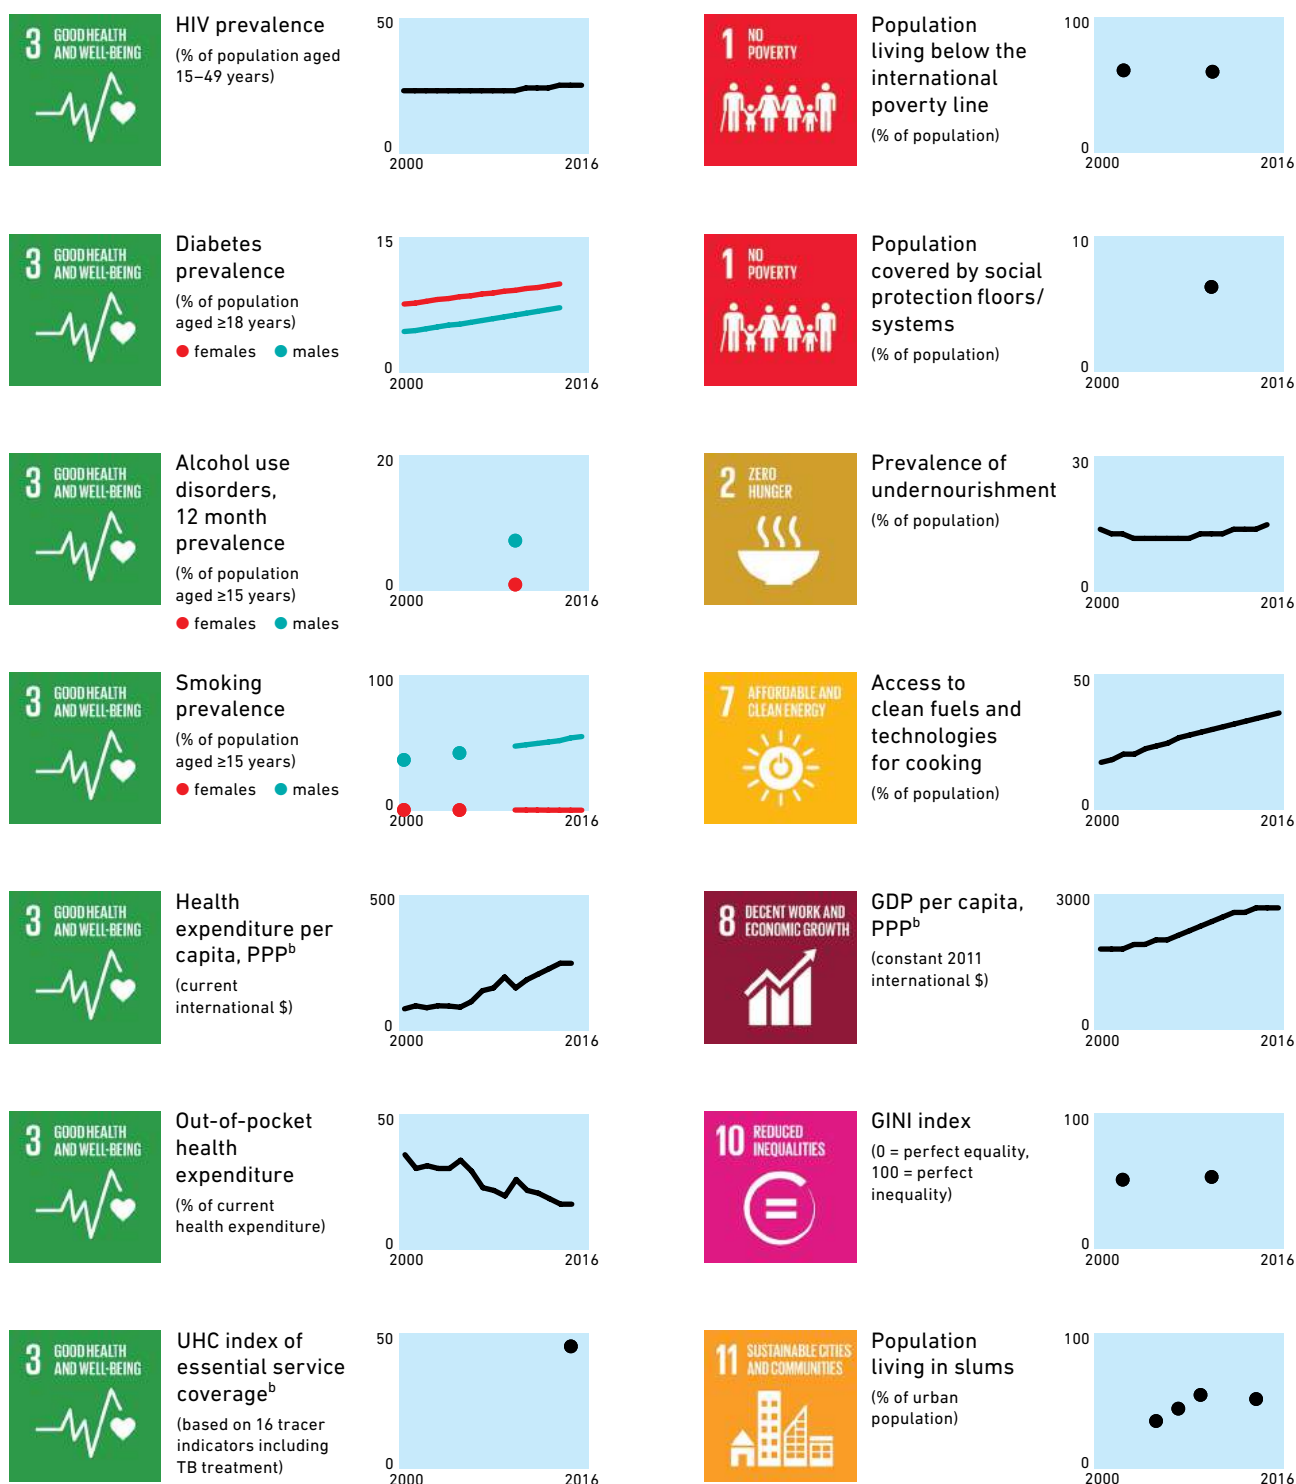 3 GOOD HEALTH
AND WELL-BEING
HIV prevalence
(% of population aged
15–49 years)
50
0
2000 2016
3 GOOD HEALTH
AND WELL-BEING
Diabetes
prevalence
(% of population
aged ≥18 years)
females males
15
0
2000 2016
3 GOOD HEALTH
AND WELL-BEING
Alcohol use
disorders,
12 month
prevalence
(% of population
aged ≥15 years)
females males
20
0
2000 2016
3 GOOD HEALTH
AND WELL-BEING
Smoking
prevalence
(% of population
aged ≥15 years)
females males
100
0
2000 2016
3 GOOD HEALTH
AND WELL-BEING
Health
expenditure per
capita, PPPᵇ
(current
international $)
500
0
2000 2016
3 GOOD HEALTH
AND WELL-BEING
Out-of-pocket
health
expenditure
(% of current
health expenditure)
50
0
2000 2016
3 GOOD HEALTH
AND WELL-BEING
UHC index of
essential service
coverageᵇ
(based on 16 tracer
indicators including
TB treatment)
50
0
2000 2016
1 NO
POVERTY
Population
living below the
international
poverty line
(% of population)
100
0
2000 2016
1 NO
POVERTY
Population
covered by social
protection floors/
systems
(% of population)
10
0
2000 2016
2 ZERO
HUNGER
Prevalence of
undernourishment
(% of population)
30
0
2000 2016
7 AFFORDABLE AND
CLEAN ENERGY
Access to
clean fuels and
technologies
for cooking
(% of population)
50
0
2000 2016
8 DECENT WORK AND
ECONOMIC GROWTH
GDP per capita,
PPPᵇ
(constant 2011
international $)
3000
0
2000 2016
10 REDUCED
INEQUALITIES
GINI index
(0 = perfect equality,
100 = perfect
inequality)
100
0
2000 2016
11 SUSTAINABLE CITIES
AND COMMUNITIES
Population
living in slums
(% of urban
population)
100
0
2000 2016